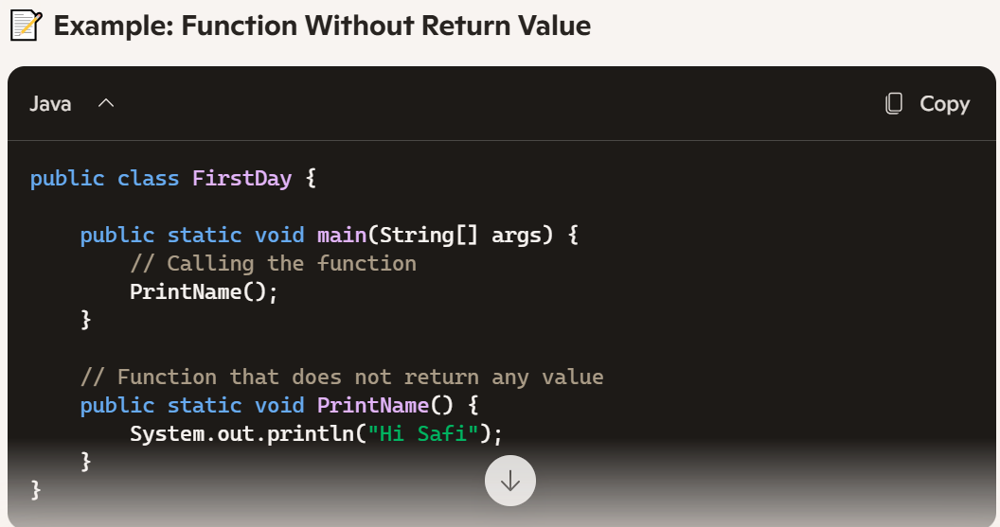 📝 Example: Function Without Return Value
Java
Copy
public class FirstDay {
    public static void main(String[] args) {
        // Calling the function
        PrintName();
    }
    // Function that does not return any value
    public static void PrintName() {
        System.out.println("Hi Safi");
    }
}